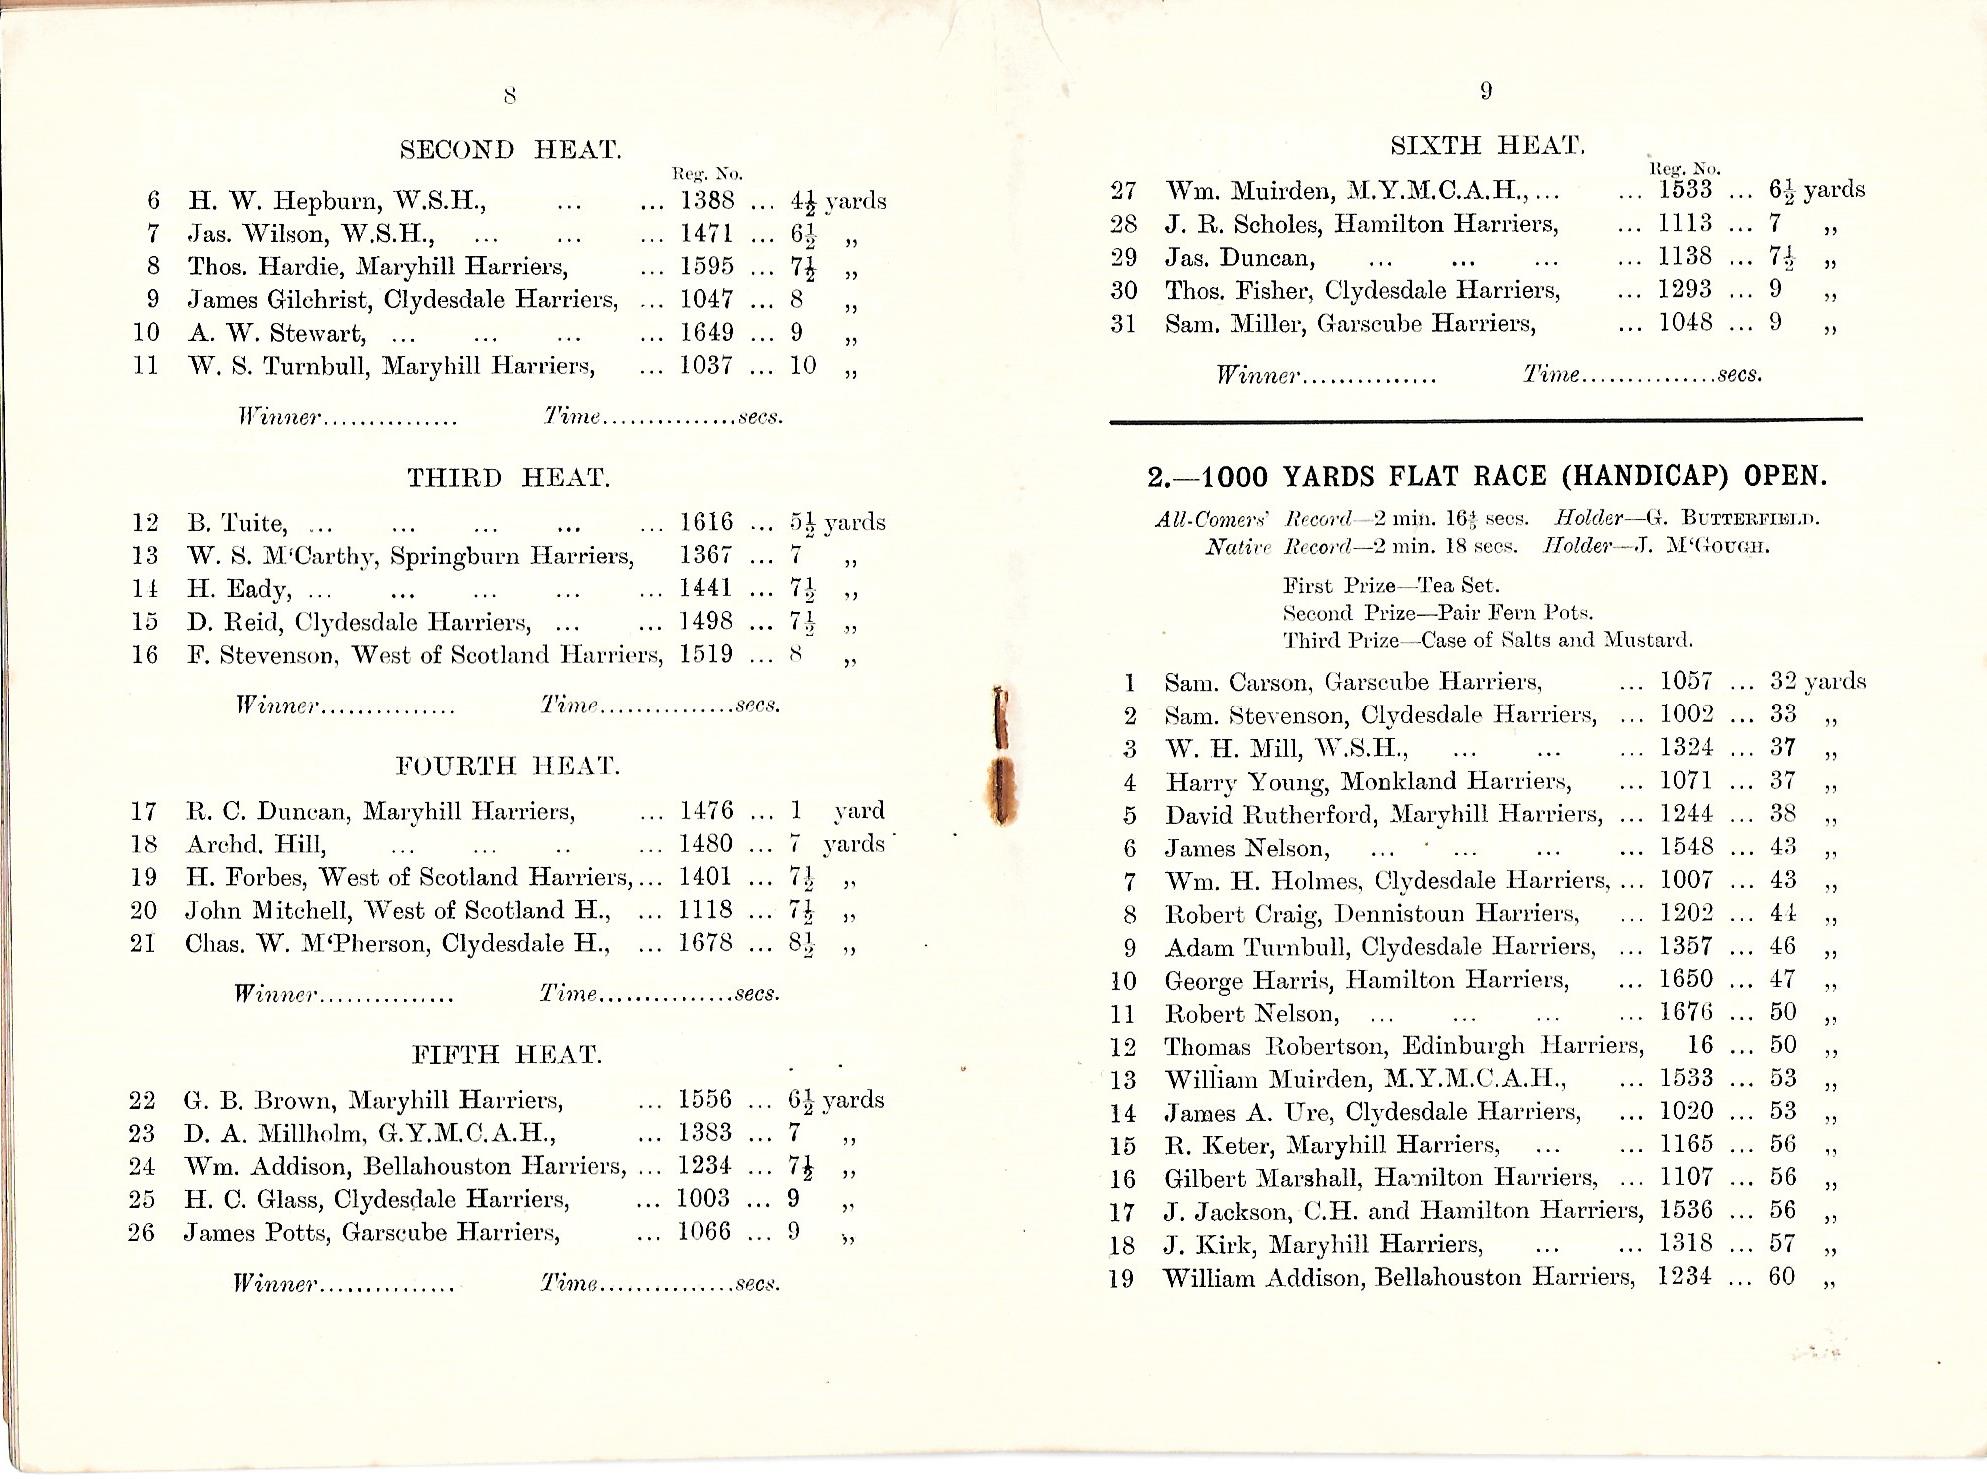 8
SECOND HEAT.
Reg. No.
6 H. W. Hepburn, W.S.H., ... ... 1388 ... 4½ yards
7 Jas. Wilson, W.S.H., ... ... ... 1471 ... 6½ „
8 Thos. Hardie, Maryhill Harriers, ... 1595 ... 7½ „
9 James Gilchrist, Clydesdale Harriers, ... 1047 ... 8 „
10 A. W. Stewart, ... ... ... ... 1649 ... 9 „
11 W. S. Turnbull, Maryhill Harriers, ... 1037 ... 10 „
Winner............... Time...............secs.
THIRD HEAT.
12 B. Tuite, ... ... ... ... ... 1616 ... 5½ yards
13 W. S. M‘Carthy, Springburn Harriers, 1367 ... 7 „
14 H. Eady, ... ... ... ... ... 1441 ... 7½ „
15 D. Reid, Clydesdale Harriers, ... ... 1498 ... 7½ „
16 F. Stevenson, West of Scotland Harriers, 1519 ... 8 „
Winner............... Time...............secs.
FOURTH HEAT.
17 R. C. Duncan, Maryhill Harriers, ... 1476 ... 1 yard
18 Archd. Hill, ... ... .. ... 1480 ... 7 yards
19 H. Forbes, West of Scotland Harriers,... 1401 ... 7½ „
20 John Mitchell, West of Scotland H., ... 1118 ... 7½ „
21 Chas. W. M‘Pherson, Clydesdale H., ... 1678 ... 8½ „
Winner............... Time...............secs.
FIFTH HEAT.
22 G. B. Brown, Maryhill Harriers, ... 1556 ... 6½ yards
23 D. A. Millholm, G.Y.M.C.A.H., ... 1383 ... 7 „
24 Wm. Addison, Bellahouston Harriers, ... 1234 ... 7½ „
25 H. C. Glass, Clydesdale Harriers, ... 1003 ... 9 „
26 James Potts, Garscube Harriers, ... 1066 ... 9 „
Winner............... Time...............secs.
9
SIXTH HEAT.
Reg. No.
27 Wm. Muirden, M.Y.M.C.A.H., ... ... 1533 ... 6½ yards
28 J. R. Scholes, Hamilton Harriers, ... 1113 ... 7 „
29 Jas. Duncan, ... ... ... ... 1138 ... 7½ „
30 Thos. Fisher, Clydesdale Harriers, ... 1293 ... 9 „
31 Sam. Miller, Garscube Harriers, ... 1048 ... 9 „
Winner............... Time...............secs.
2.—1000 YARDS FLAT RACE (HANDICAP) OPEN.
All-Comers' Record—2 min. 16⅘ secs. Holder—G. BUTTERFIELD.
Native Record—2 min. 18 secs. Holder—J. M‘GOUGH.
First Prize—Tea Set.
Second Prize—Pair Fern Pots.
Third Prize—Case of Salts and Mustard.
1 Sam. Carson, Garscube Harriers, ... 1057 ... 32 yards
2 Sam. Stevenson, Clydesdale Harriers, ... 1002 ... 33 „
3 W. H. Mill, W.S.H., ... ... ... 1324 ... 37 „
4 Harry Young, Monkland Harriers, ... 1071 ... 37 „
5 David Rutherford, Maryhill Harriers, ... 1244 ... 38 „
6 James Nelson, ... ... ... ... 1548 ... 43 „
7 Wm. H. Holmes, Clydesdale Harriers, ... 1007 ... 43 „
8 Robert Craig, Dennistoun Harriers, ... 1202 ... 44 „
9 Adam Turnbull, Clydesdale Harriers, ... 1357 ... 46 „
10 George Harris, Hamilton Harriers, ... 1650 ... 47 „
11 Robert Nelson, ... ... ... ... 1676 ... 50 „
12 Thomas Robertson, Edinburgh Harriers, 16 ... 50 „
13 William Muirden, M.Y.M.C.A.H., ... 1533 ... 53 „
14 James A. Ure, Clydesdale Harriers, ... 1020 ... 53 „
15 R. Keter, Maryhill Harriers, ... ... 1165 ... 56 „
16 Gilbert Marshall, Hamilton Harriers, ... 1107 ... 56 „
17 J. Jackson, C.H. and Hamilton Harriers, 1536 ... 56 „
18 J. Kirk, Maryhill Harriers, ... ... 1318 ... 57 „
19 William Addison, Bellahouston Harriers, 1234 ... 60 „